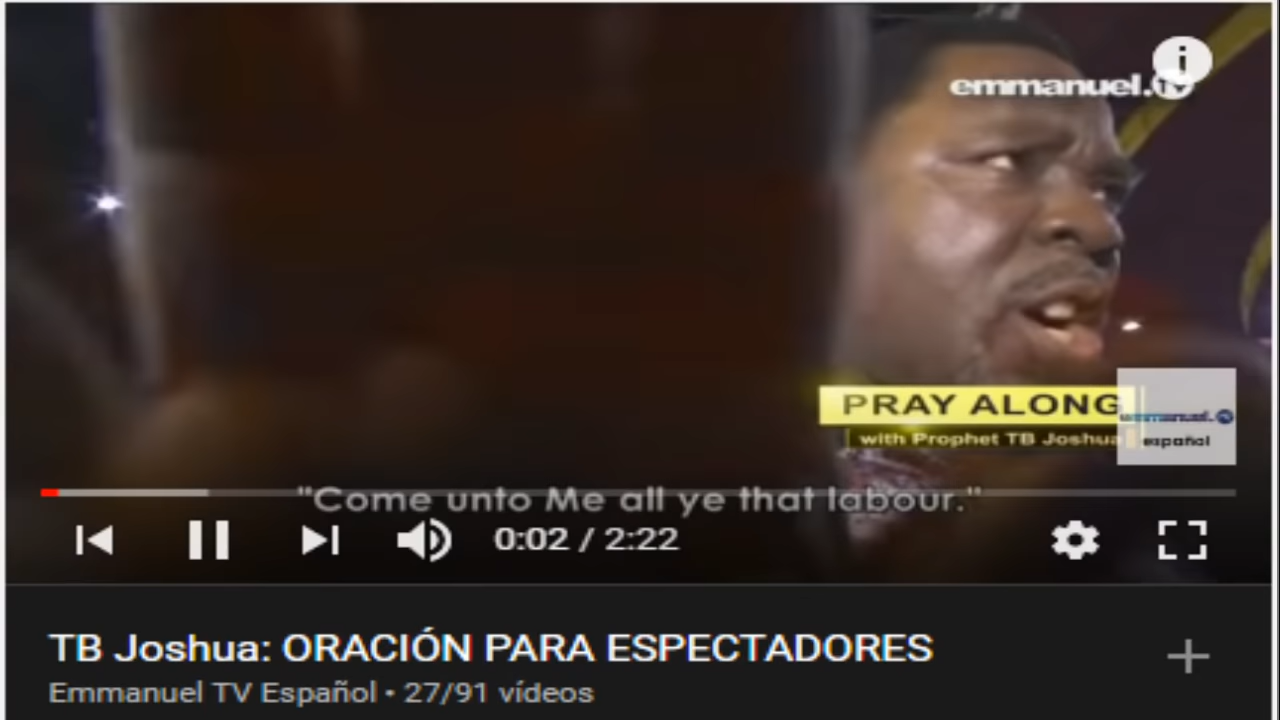 i
emmanuel.TV
PRAY ALONG
with Prophet TB Joshua
emmanuel.
español
"Come unto Me all ye that labour."
0:02 / 2:22
TB Joshua: ORACIÓN PARA ESPECTADORES
Emmanuel TV Español • 27/91 vídeos